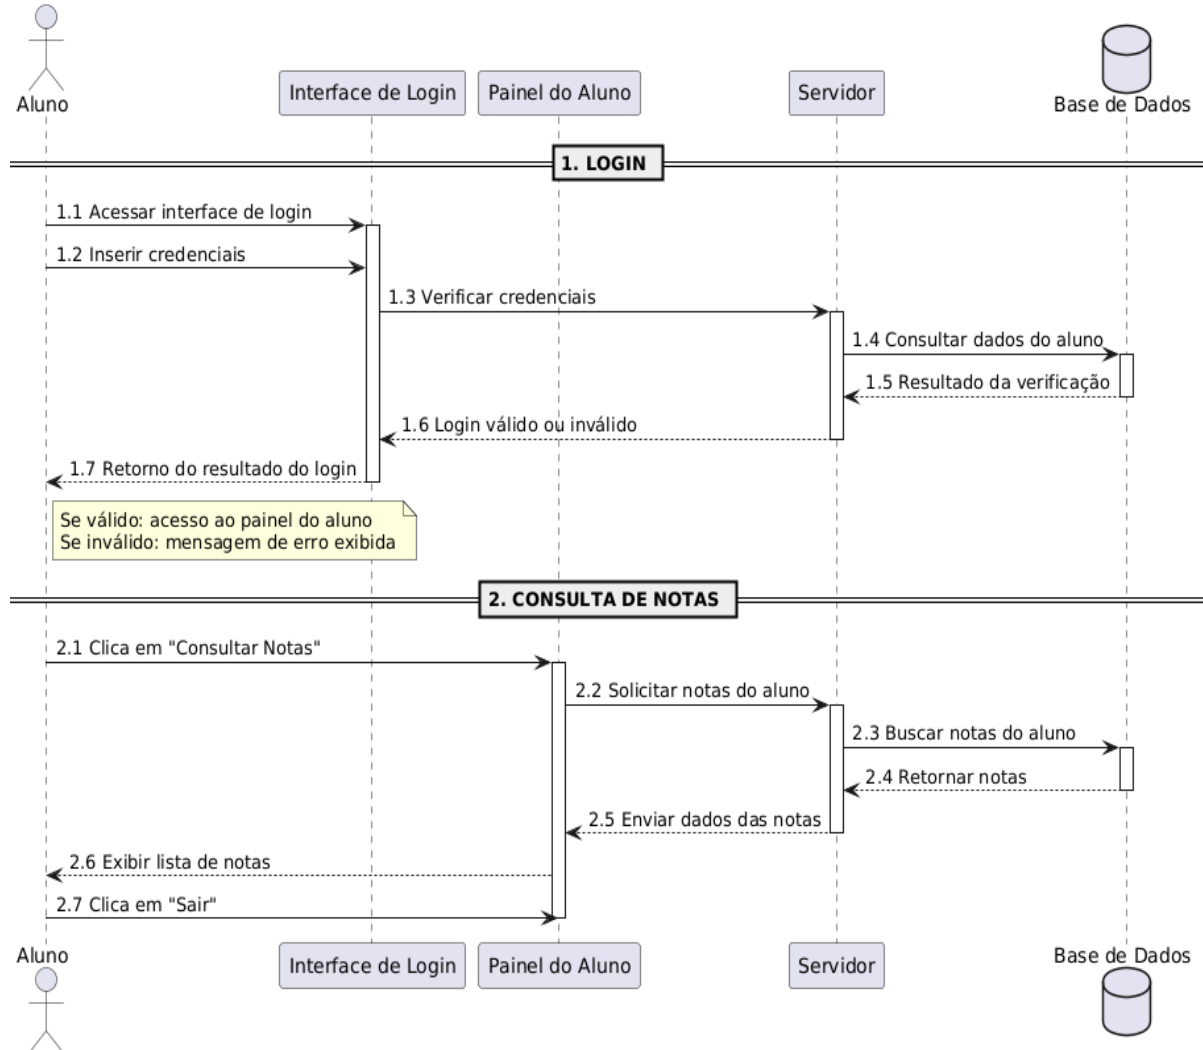 Aluno
Interface de Login
Painel do Aluno
Servidor
Base de Dados
1. LOGIN
1.1 Acessar interface de login
1.2 Inserir credenciais
1.3 Verificar credenciais
1.4 Consultar dados do aluno
1.5 Resultado da verificação
1.6 Login válido ou inválido
1.7 Retorno do resultado do login
Se válido: acesso ao painel do aluno
Se inválido: mensagem de erro exibida
2. CONSULTA DE NOTAS
2.1 Clica em "Consultar Notas"
2.2 Solicitar notas do aluno
2.3 Buscar notas do aluno
2.4 Retornar notas
2.5 Enviar dados das notas
2.6 Exibir lista de notas
2.7 Clica em "Sair"
Aluno
Interface de Login
Painel do Aluno
Servidor
Base de Dados